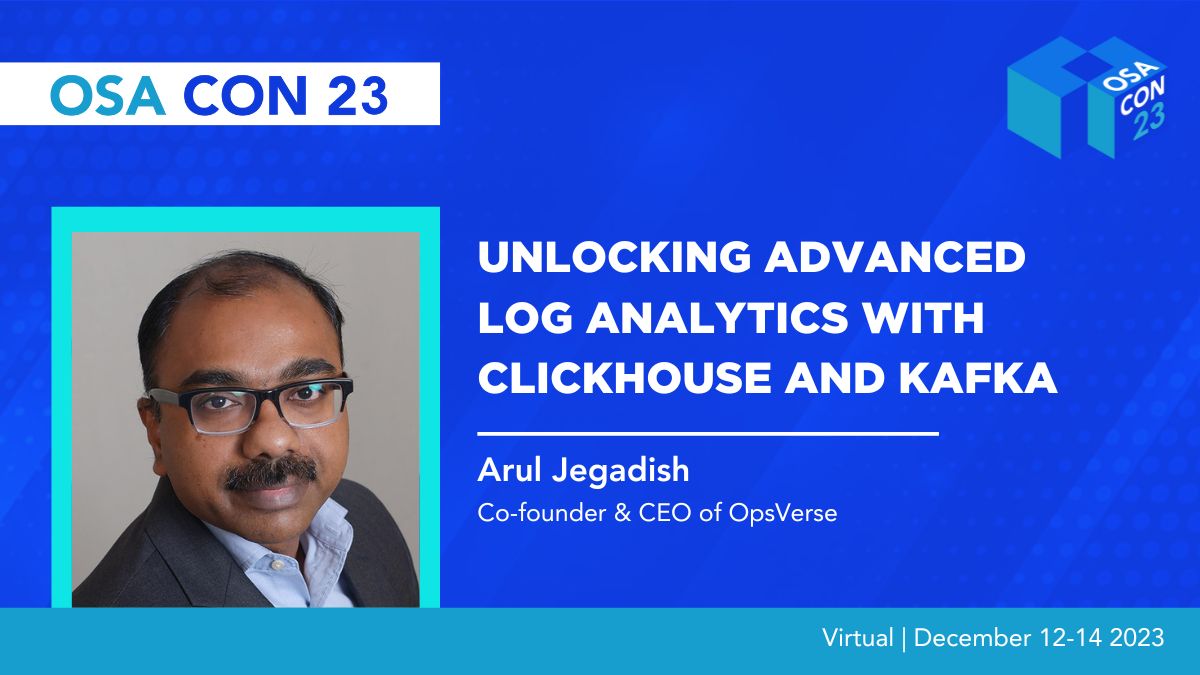 OSA CON 23
OSA
CON
23
UNLOCKING ADVANCED
LOG ANALYTICS WITH
CLICKHOUSE AND KAFKA
Arul Jegadish
Co-founder & CEO of OpsVerse
Virtual | December 12-14 2023